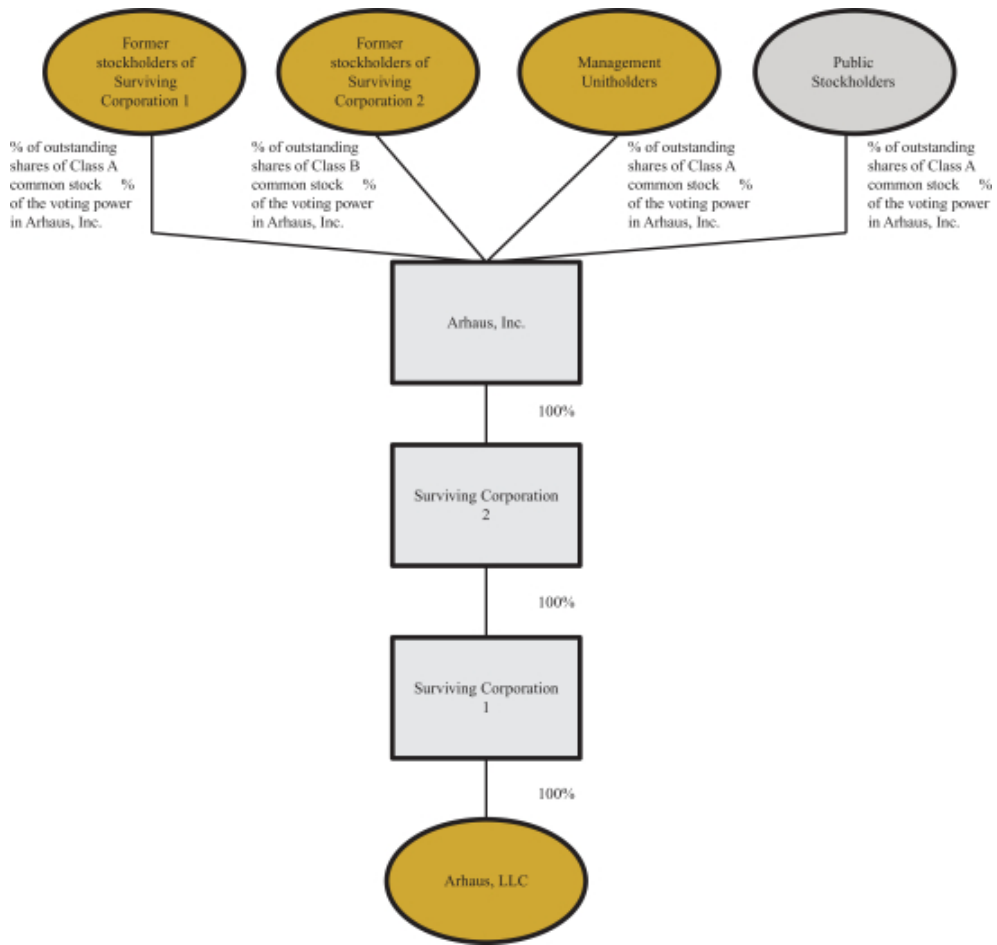 Former
stockholders of
Surviving
Corporation 1
Former
stockholders of
Surviving
Corporation 2
Management
Unitholders
Public
Stockholders
% of outstanding
shares of Class A
common stock %
of the voting power
in Arhaus, Inc.
% of outstanding
shares of Class B
common stock %
of the voting power
in Arhaus, Inc.
% of outstanding
shares of Class A
common stock %
of the voting power
in Arhaus, Inc.
% of outstanding
shares of Class A
common stock %
of the voting power
in Arhaus, Inc.
Arhaus, Inc.
100%
Surviving Corporation
2
100%
Surviving Corporation
1
100%
Arhaus, LLC